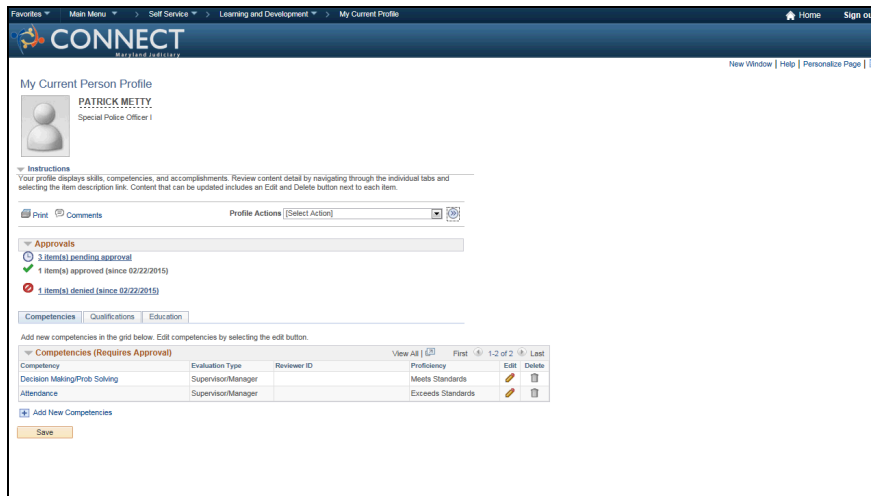 Favorites Main Menu > Self Service > Learning and Development > My Current Profile Home Sign ou
CONNECT
Maryland Judiciary
New Window | Help | Personalize Page |
My Current Person Profile
PATRICK METTY
Special Police Officer I
Instructions
Your profile displays skills, competencies, and accomplishments. Review content detail by navigating through the individual tabs and
selecting the item description link. Content that can be updated includes an Edit and Delete button next to each item.
Print Comments Profile Actions [Select Action]
Approvals
3 item(s) pending approval
1 item(s) approved (since 02/22/2015)
1 item(s) denied (since 02/22/2015)
Competencies Qualifications Education
Add new competencies in the grid below. Edit competencies by selecting the edit button.
Competencies (Requires Approval) View All | First 1-2 of 2 Last
Competency Evaluation Type Reviewer ID Proficiency Edit Delete
Decision Making/Prob Solving Supervisor/Manager Meets Standards
Attendance Supervisor/Manager Exceeds Standards
Add New Competencies
Save